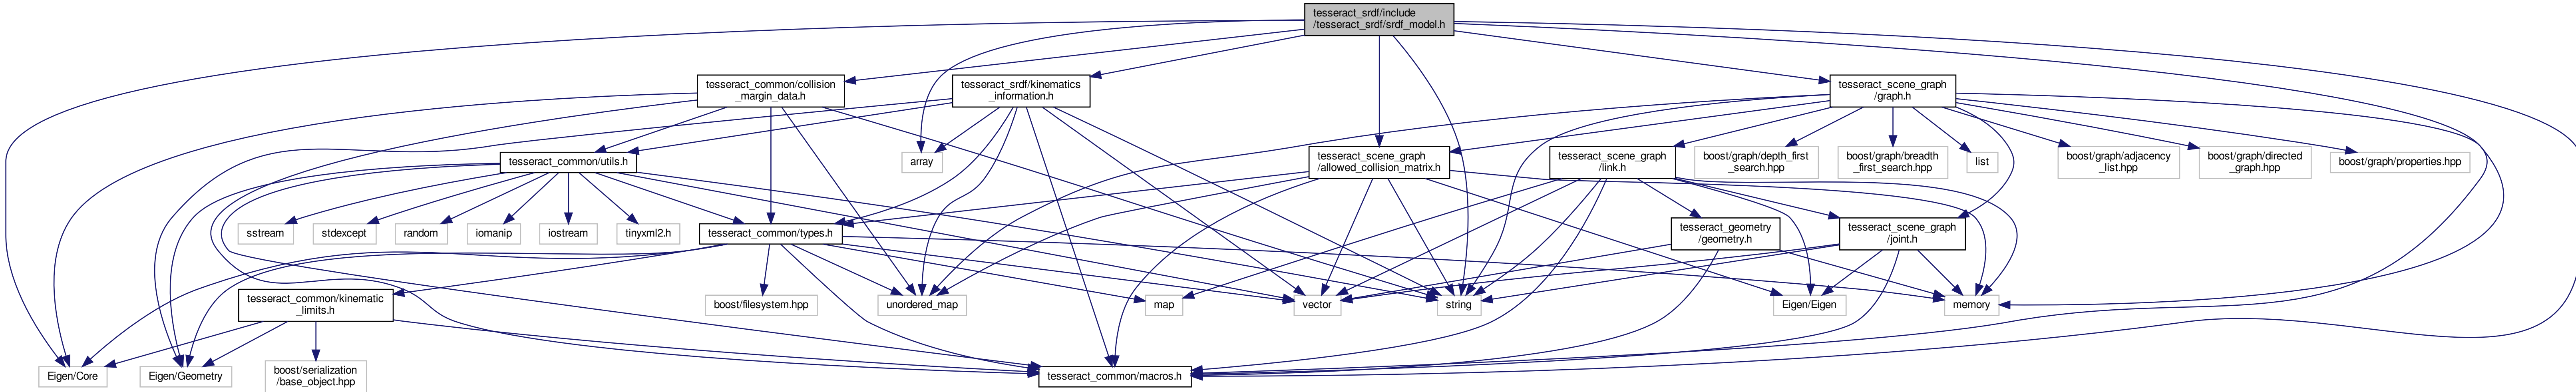 tesseract_srdf/include
/tesseract_srdf/srdf_model.h
tesseract_common/collision
_margin_data.h
tesseract_srdf/kinematics
_information.h
tesseract_scene_graph
/graph.h
tesseract_common/utils.h
array
tesseract_scene_graph
/allowed_collision_matrix.h
tesseract_scene_graph
/link.h
boost/graph/depth_first
_search.hpp
boost/graph/breadth
_first_search.hpp
list
boost/graph/adjacency
_list.hpp
boost/graph/directed
_graph.hpp
boost/graph/properties.hpp
sstream
stdexcept
random
iomanip
iostream
tinyxml2.h
tesseract_common/types.h
tesseract_geometry
/geometry.h
tesseract_scene_graph
/joint.h
tesseract_common/kinematic
_limits.h
boost/filesystem.hpp
unordered_map
map
vector
string
Eigen/Eigen
memory
Eigen/Core
Eigen/Geometry
boost/serialization
/base_object.hpp
tesseract_common/macros.h